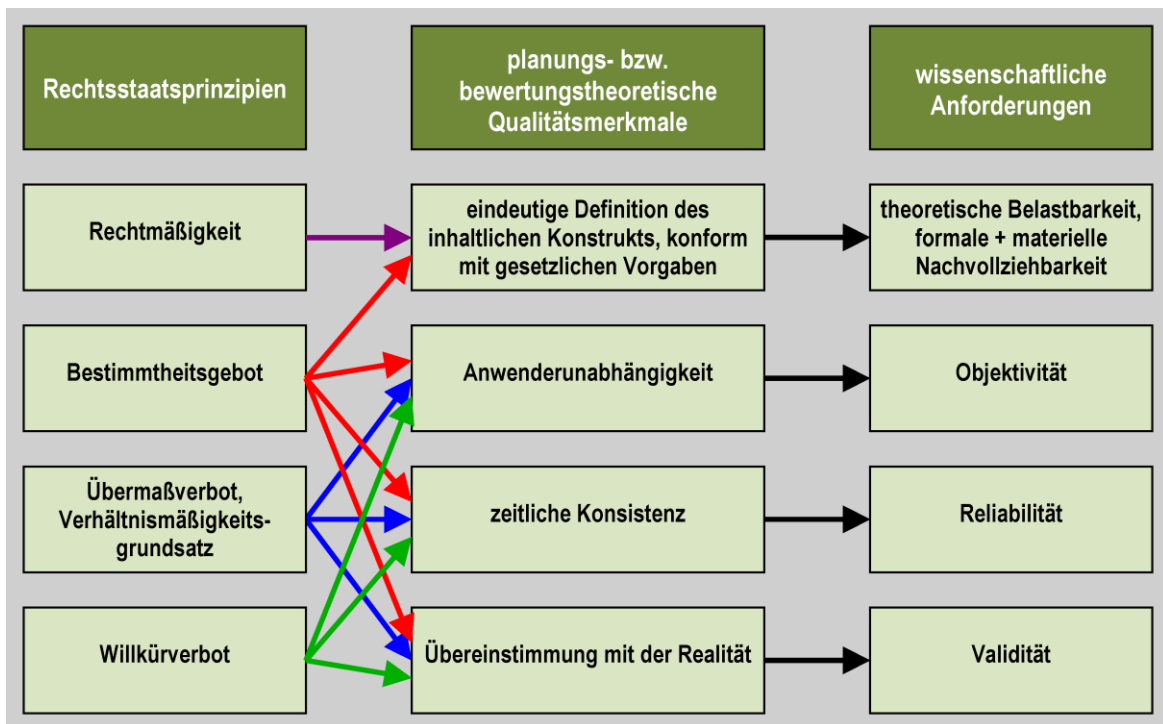 Rechtsstaatsprinzipien
planungs- bzw.
bewertungstheoretische
Qualitätsmerkmale
wissenschaftliche
Anforderungen
Rechtmäßigkeit
eindeutige Definition des
inhaltlichen Konstrukts, konform
mit gesetzlichen Vorgaben
theoretische Belastbarkeit,
formale + materielle
Nachvollziehbarkeit
Bestimmtheitsgebot
Anwenderunabhängigkeit
Objektivität
Übermaßverbot,
Verhältnismäßigkeits-
grundsatz
zeitliche Konsistenz
Reliabilität
Willkürverbot
Übereinstimmung mit der Realität
Validität